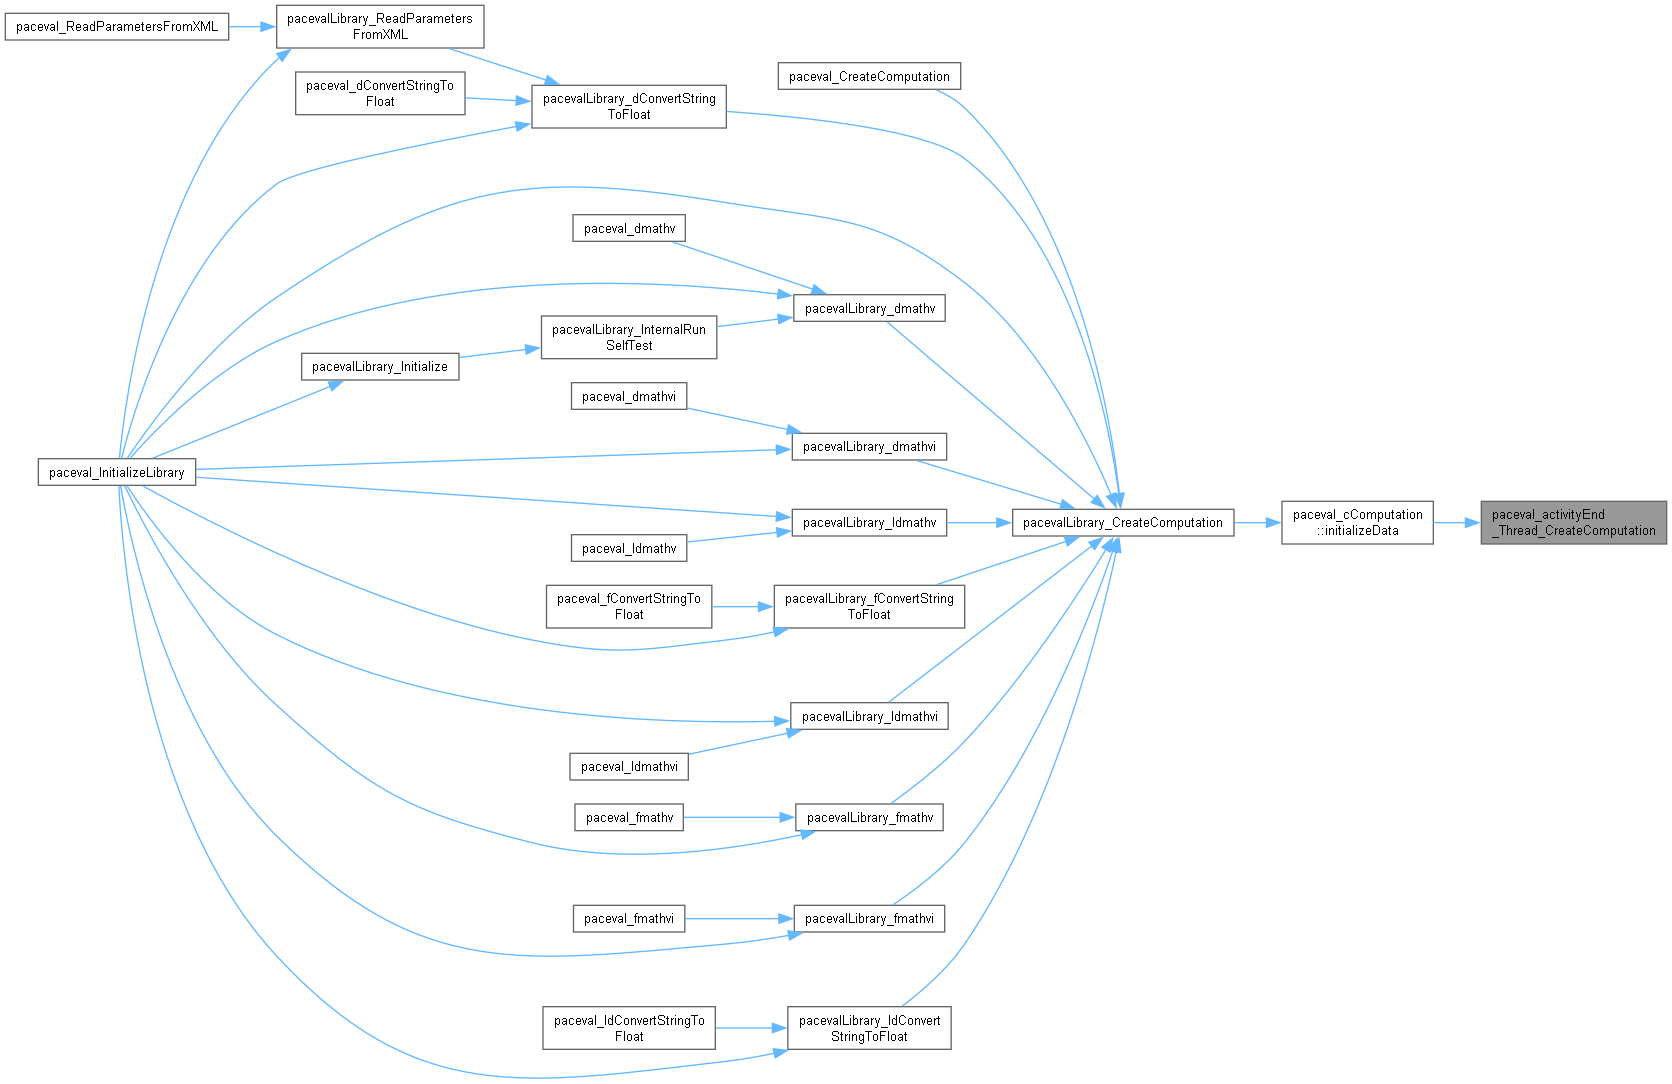 paceval_ReadParametersFromXML
pacevalLibrary_ReadParameters
FromXML
paceval_dConvertStringTo
Float
pacevalLibrary_dConvertString
ToFloat
paceval_CreateComputation
paceval_dmathv
pacevalLibrary_dmathv
pacevalLibrary_InternalRun
SelfTest
pacevalLibrary_Initialize
paceval_dmathvi
pacevalLibrary_dmathvi
paceval_InitializeLibrary
pacevalLibrary_ldmathv
paceval_ldmathv
pacevalLibrary_CreateComputation
paceval_cComputation
::initializeData
paceval_activityEnd
_Thread_CreateComputation
paceval_fConvertStringTo
Float
pacevalLibrary_fConvertString
ToFloat
pacevalLibrary_ldmathvi
paceval_ldmathvi
paceval_fmathv
pacevalLibrary_fmathv
paceval_fmathvi
pacevalLibrary_fmathvi
paceval_ldConvertStringTo
Float
pacevalLibrary_ldConvert
StringToFloat